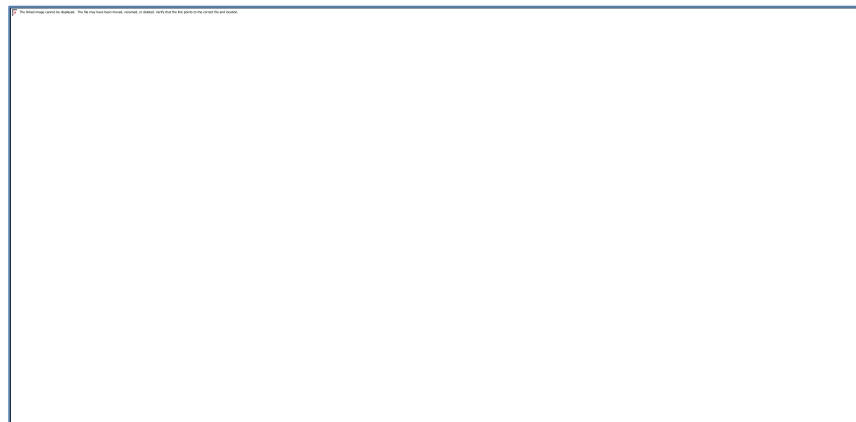 The linked image cannot be displayed.  The file may have been moved, renamed, or deleted. Verify that the link points to the correct file and location.